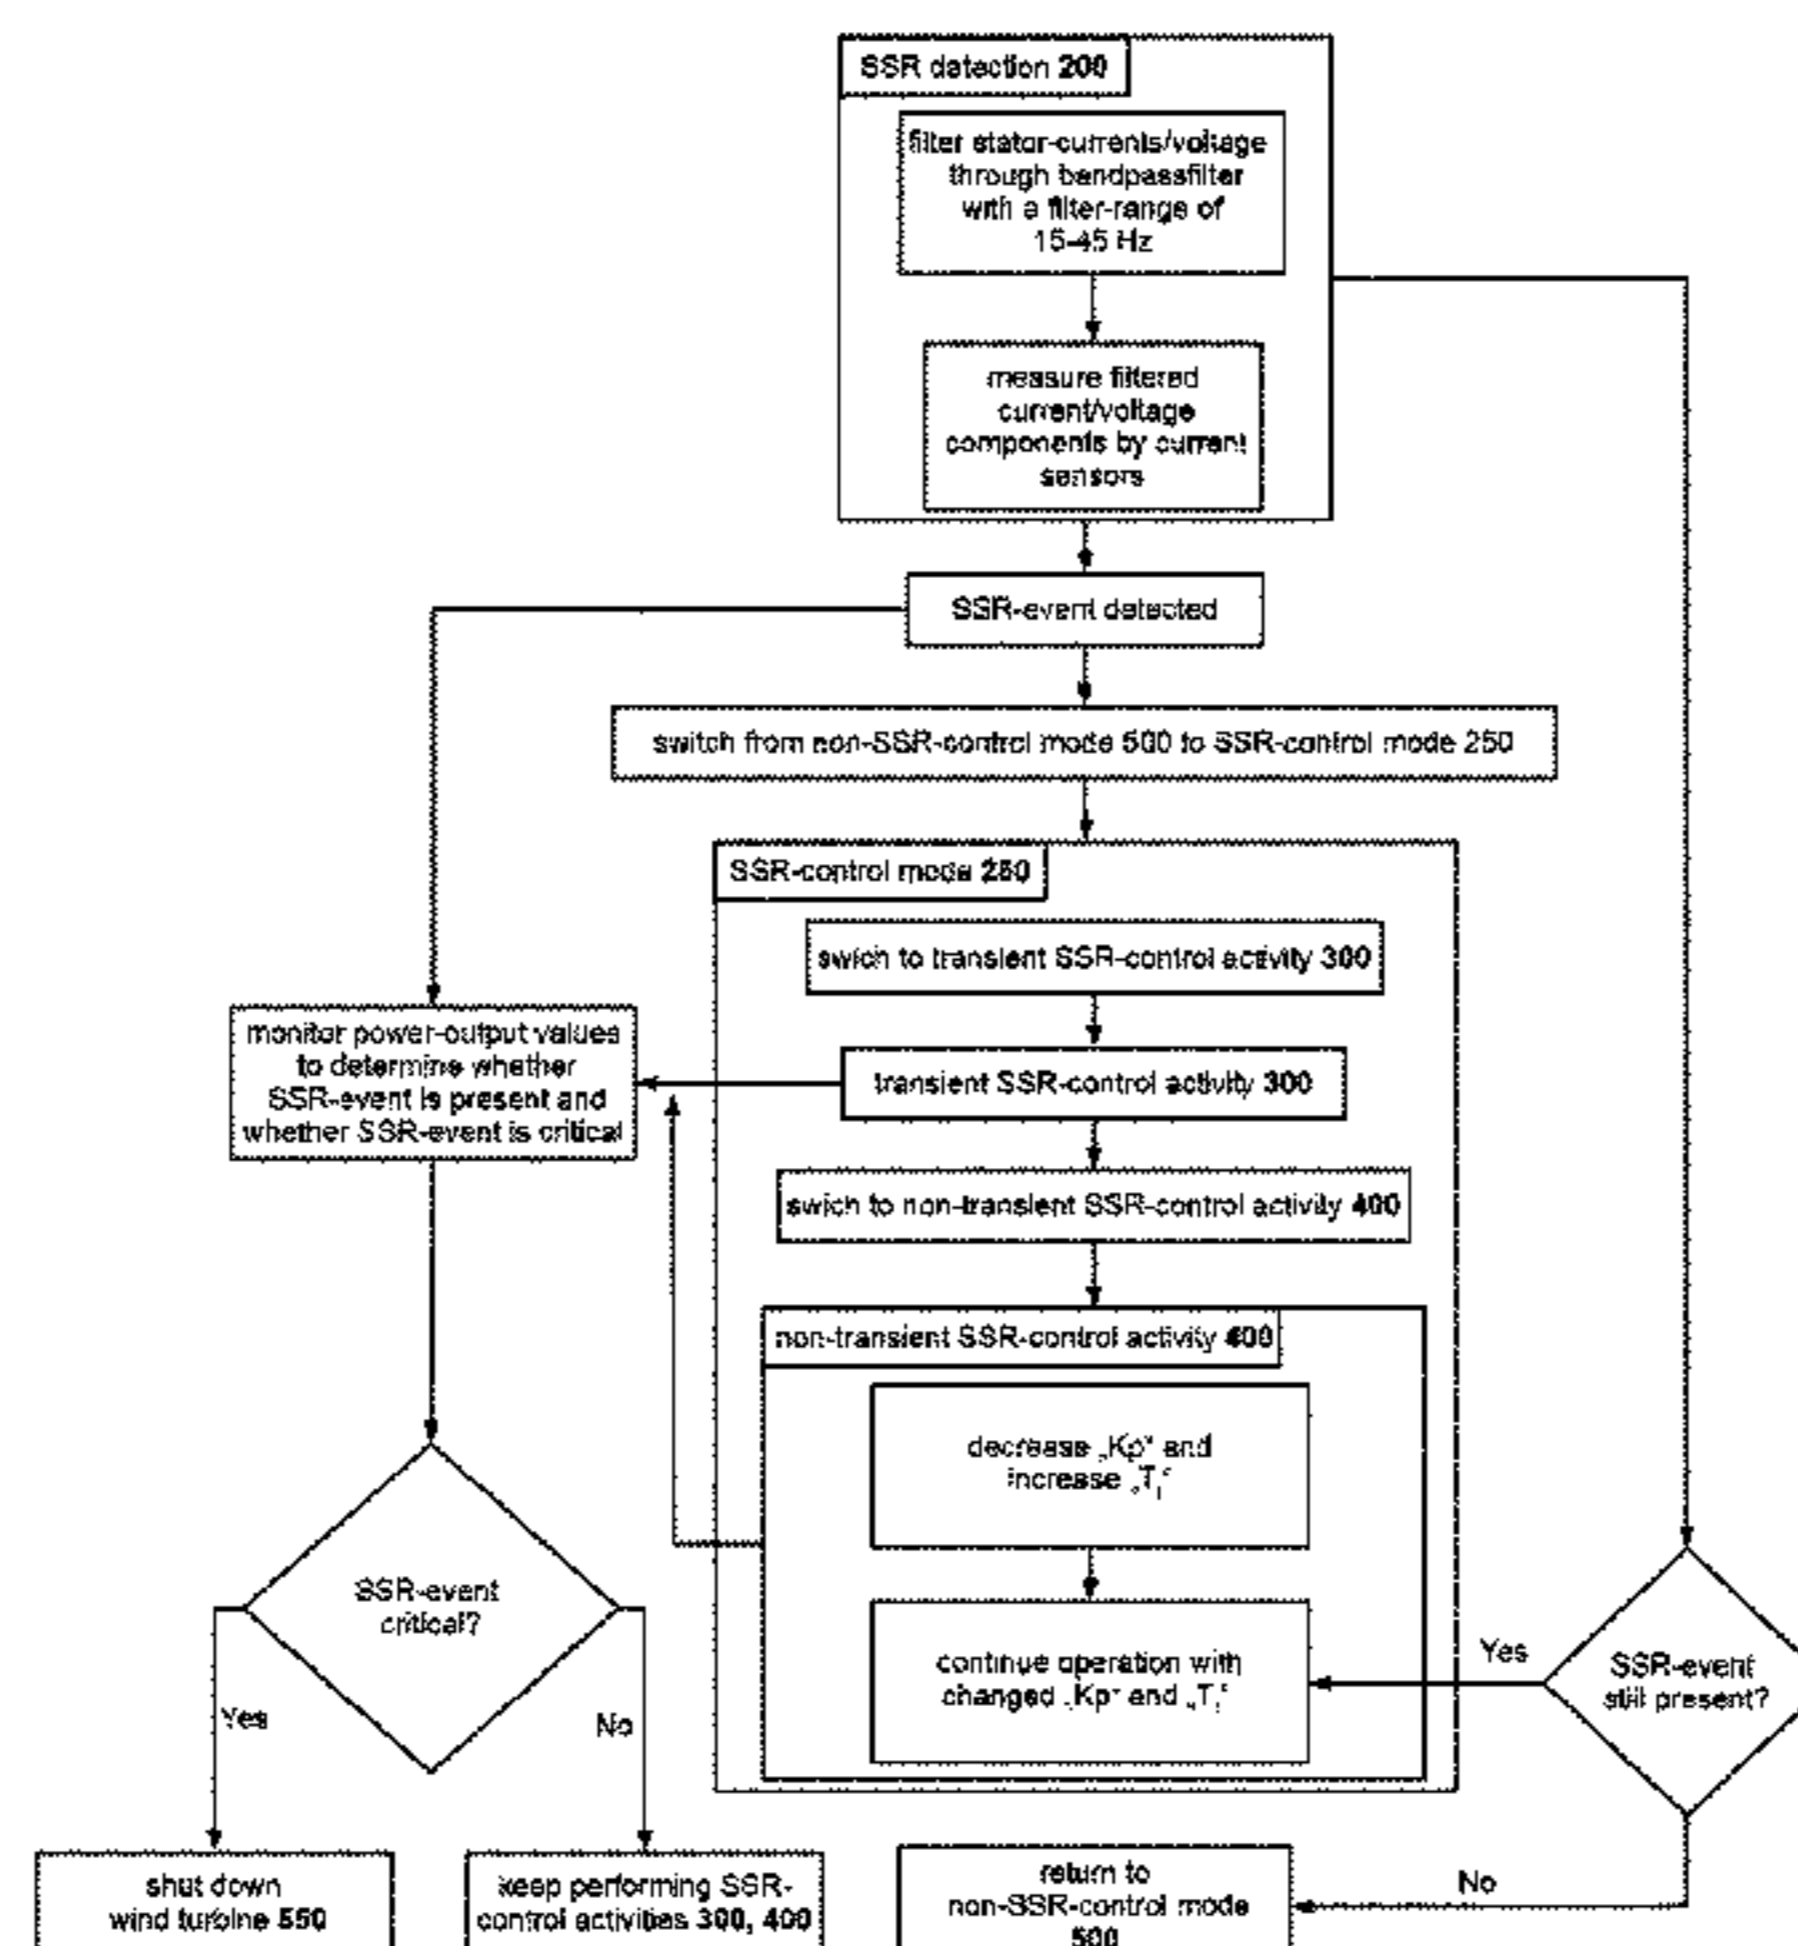 SSR datection 200
filter stator-currents/voltage
through bandpassfilter
with a filter-range of
15-45 Hz
measure filtered
current/voltage
components by current
sensors
SSR-event detected
switch from non-SSR-control mode 500 to SSR-control mode 250
SSR-control mode 250
swich to transient SSR-control activity 300
monitor power-output values
to determine whether
SSR-event is present and
whether SSR-event is critical
transient SSR-control activity 300
swich to non-transient SSR-control activity 400
non-transient SSR-control activity 400
decrease „Kp“ and
increase „Ti“
SSR-event
critical?
continue operation with
changed „Kp“ and „Ti“
Yes
SSR-event
still present?
Yes
No
shut down
wind turbine 550
keep performing SSR-
control activities 300, 400
return to
non-SSR-control mode
500
No